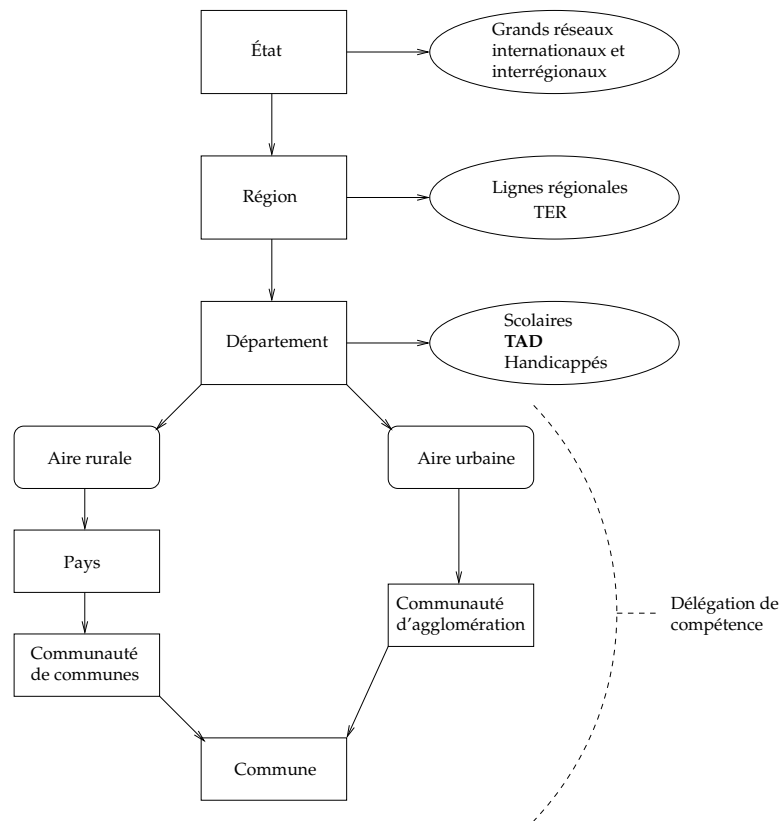 État
Grands réseaux
internationaux et
interrégionaux
Région
Lignes régionales
TER
Département
Scolaires
TAD
Handicappés
Aire rurale
Aire urbaine
Pays
Communauté
d'agglomération
Délégation de
compétence
Communauté
de communes
Commune